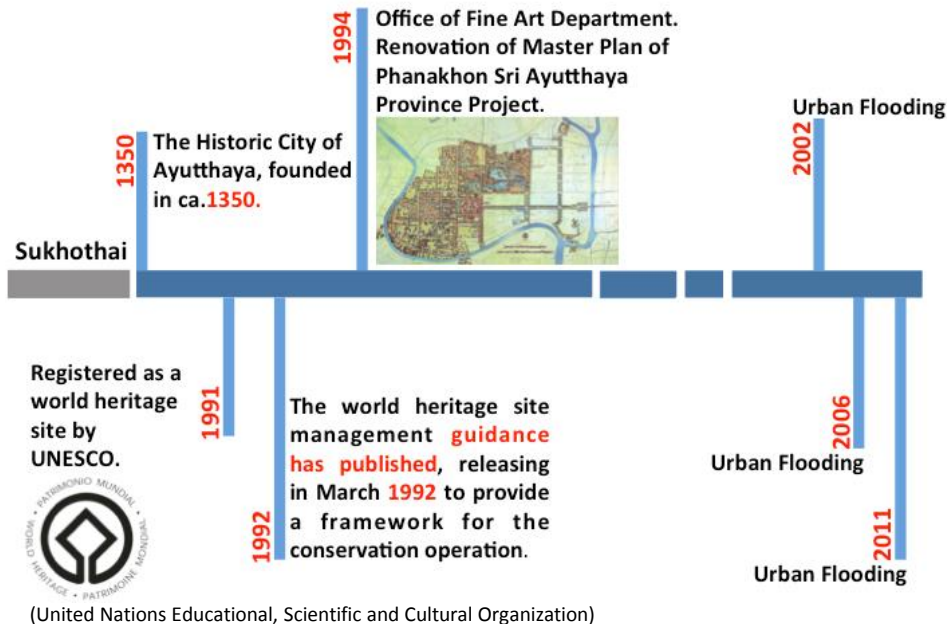 1994
Office of Fine Art Department.
Renovation of Master Plan of
Phanakhon Sri Ayutthaya
Province Project.
1350
The Historic City of
Ayutthaya, founded
in ca.1350.
Urban Flooding
2002
Sukhothai
Registered as a
world heritage
site by
UNESCO.
1991
The world heritage site
management guidance
has published, releasing
in March 1992 to provide
a framework for the
conservation operation.
1992
2006
Urban Flooding
2011
Urban Flooding
WORLD HERITAGE • PATRIMONIO MUNDIAL • PATRIMOINE MONDIAL •
(United Nations Educational, Scientific and Cultural Organization)